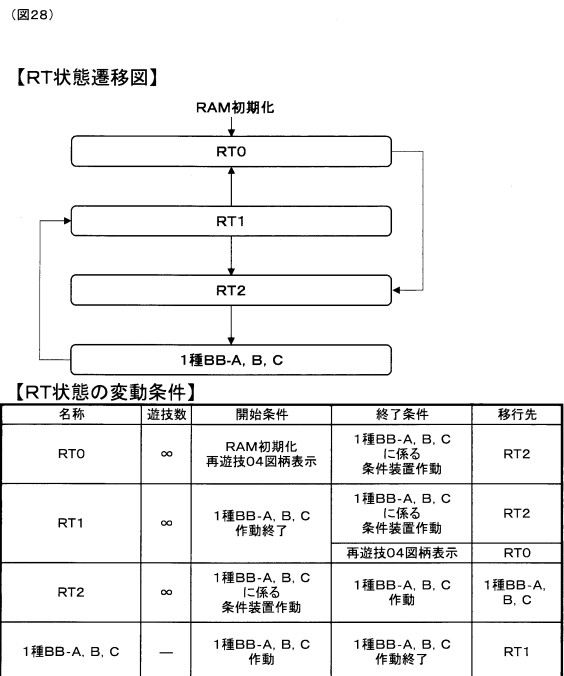 （図28）
【RT状態遷移図】
RAM初期化
RT0
RT1
RT2
1種BB-A, B, C
【RT状態の変動条件】
名称 遊技数 開始条件 終了条件 移行先
RT0 ∞ RAM初期化
再遊技04図柄表示
1種BB-A, B, C
に係る
条件装置作動
RT2
RT1 ∞ 1種BB-A, B, C
作動終了
1種BB-A, B, C
に係る
条件装置作動
RT2
再遊技04図柄表示 RT0
RT2 ∞ 1種BB-A, B, C
に係る
条件装置作動
1種BB-A, B, C
作動
1種BB-A,
B, C
1種BB-A, B, C ― 1種BB-A, B, C
作動
1種BB-A, B, C
作動終了
RT1